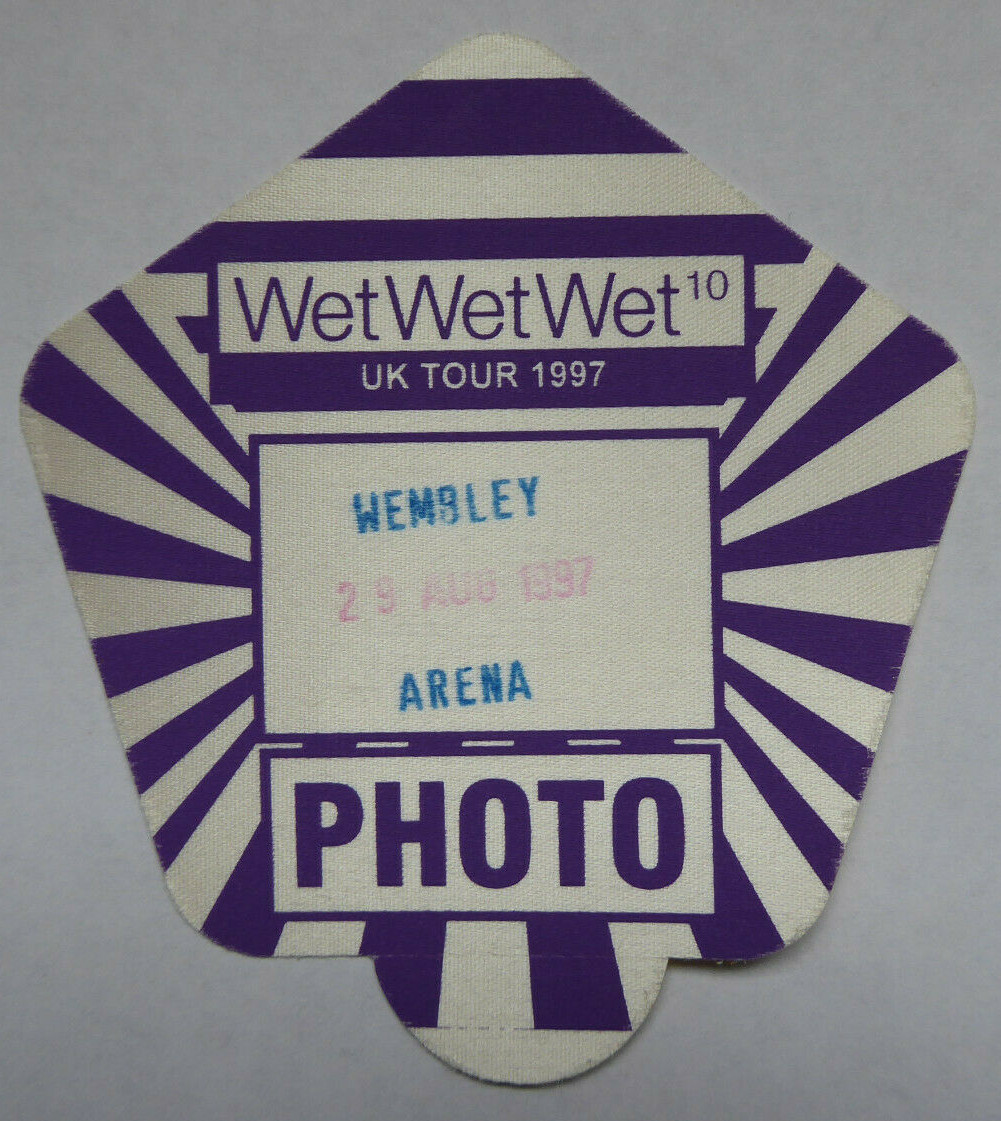 WetWetWet10
UK TOUR 1997
WEMBLEY
29 AUG 1997
ARENA
PHOTO